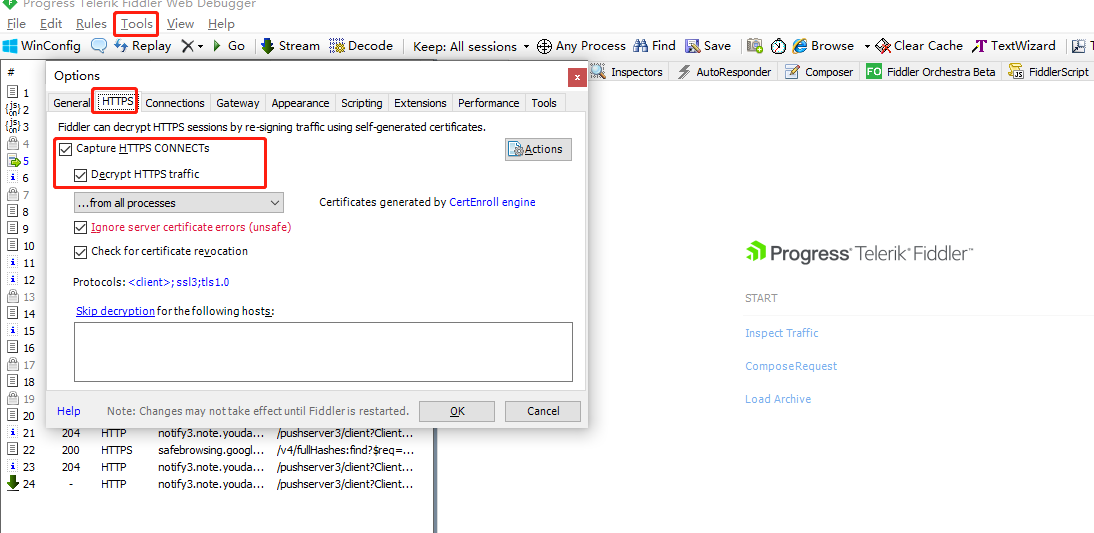 Progress Telerik Fiddler Web Debugger
File Edit Rules Tools View Help
WinConfig Replay Go Stream Decode Keep: All sessions Any Process Find Save Browse Clear Cache TextWizard
# Options x Inspectors AutoResponder Composer FO Fiddler Orchestra Beta FiddlerScript
General HTTPS Connections Gateway Appearance Scripting Extensions Performance Tools
Fiddler can decrypt HTTPS sessions by re-signing traffic using self-generated certificates.
Capture HTTPS CONNECTs
Actions
Decrypt HTTPS traffic
...from all processes
Certificates generated by CertEnroll engine
Ignore server certificate errors (unsafe)
Check for certificate revocation
Protocols: <client>;ssl3;tls1.0
Skip decryption for the following hosts:
Help Note: Changes may not take effect until Fiddler is restarted. OK Cancel
1
2
3
4
5
6
7
8
9
10
11
12
13
14
15
16
17
18
19
20
21 204 HTTP notify3.note.youda... /pushserver3/client?Client...
22 200 HTTPS safebrowsing.googl... /v4/fullHashes:find?$req=...
23 204 HTTP notify3.note.youda... /pushserver3/client?Client...
24 - HTTP notify3.note.youda... /pushserver3/client?Client...
Progress Telerik Fiddler
START
Inspect Traffic
Compose Request
Load Archive